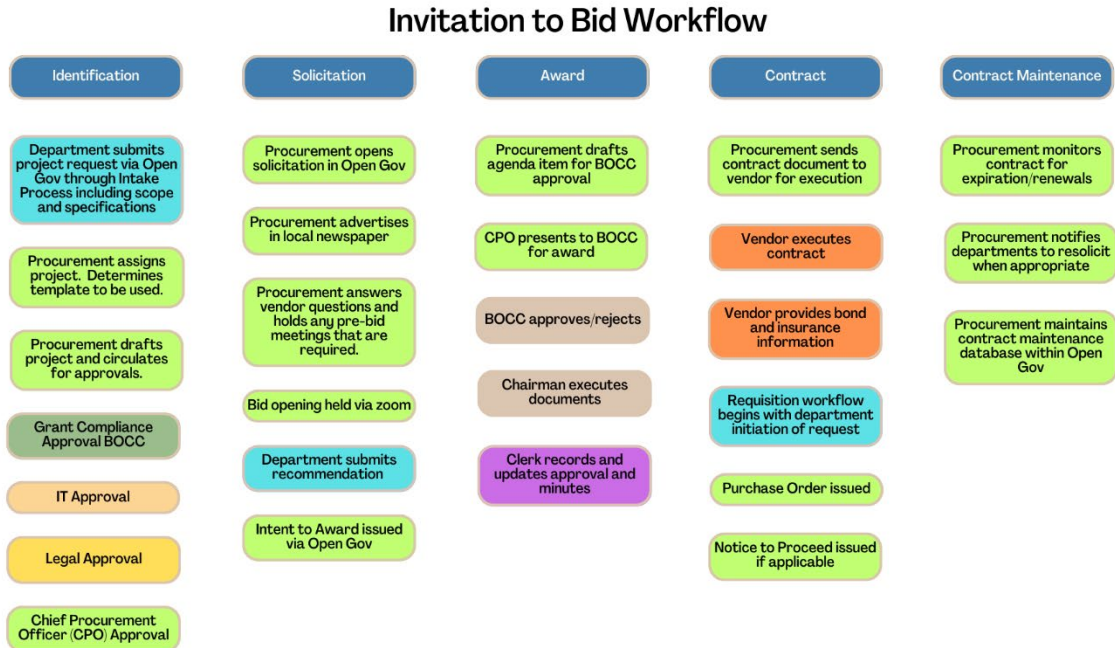 Invitation to Bid Workflow
Identification
Department submits
project request via Open
Gov through Intake
Process including scope
and specifications
Procurement assigns
project. Determines
template to be used.
Procurement drafts
project and circulates
for approvals.
Grant Compliance
Approval BOCC
IT Approval
Legal Approval
Chief Procurement
Officer (CPO) Approval
Solicitation
Procurement opens
solicitation in Open Gov
Procurement advertises
in local newspaper
Procurement answers
vendor questions and
holds any pre-bid
meetings that are
required.
Bid opening held via zoom
Department submits
recommendation
Intent to Award issued
via Open Gov
Award
Procurement drafts
agenda item for BOCC
approval
CPO presents to BOCC
for award
BOCC approves/rejects
Chairman executes
documents
Clerk records and
updates approval and
minutes
Contract
Procurement sends
contract document to
vendor for execution
Vendor executes
contract
Vendor provides bond
and insurance
information
Requisition workflow
begins with department
initiation of request
Purchase Order issued
Notice to Proceed issued
if applicable
Contract Maintenance
Procurement monitors
contract for
expiration/renewals
Procurement notifies
departments to resolicit
when appropriate
Procurement maintains
contract maintenance
database within Open
Gov